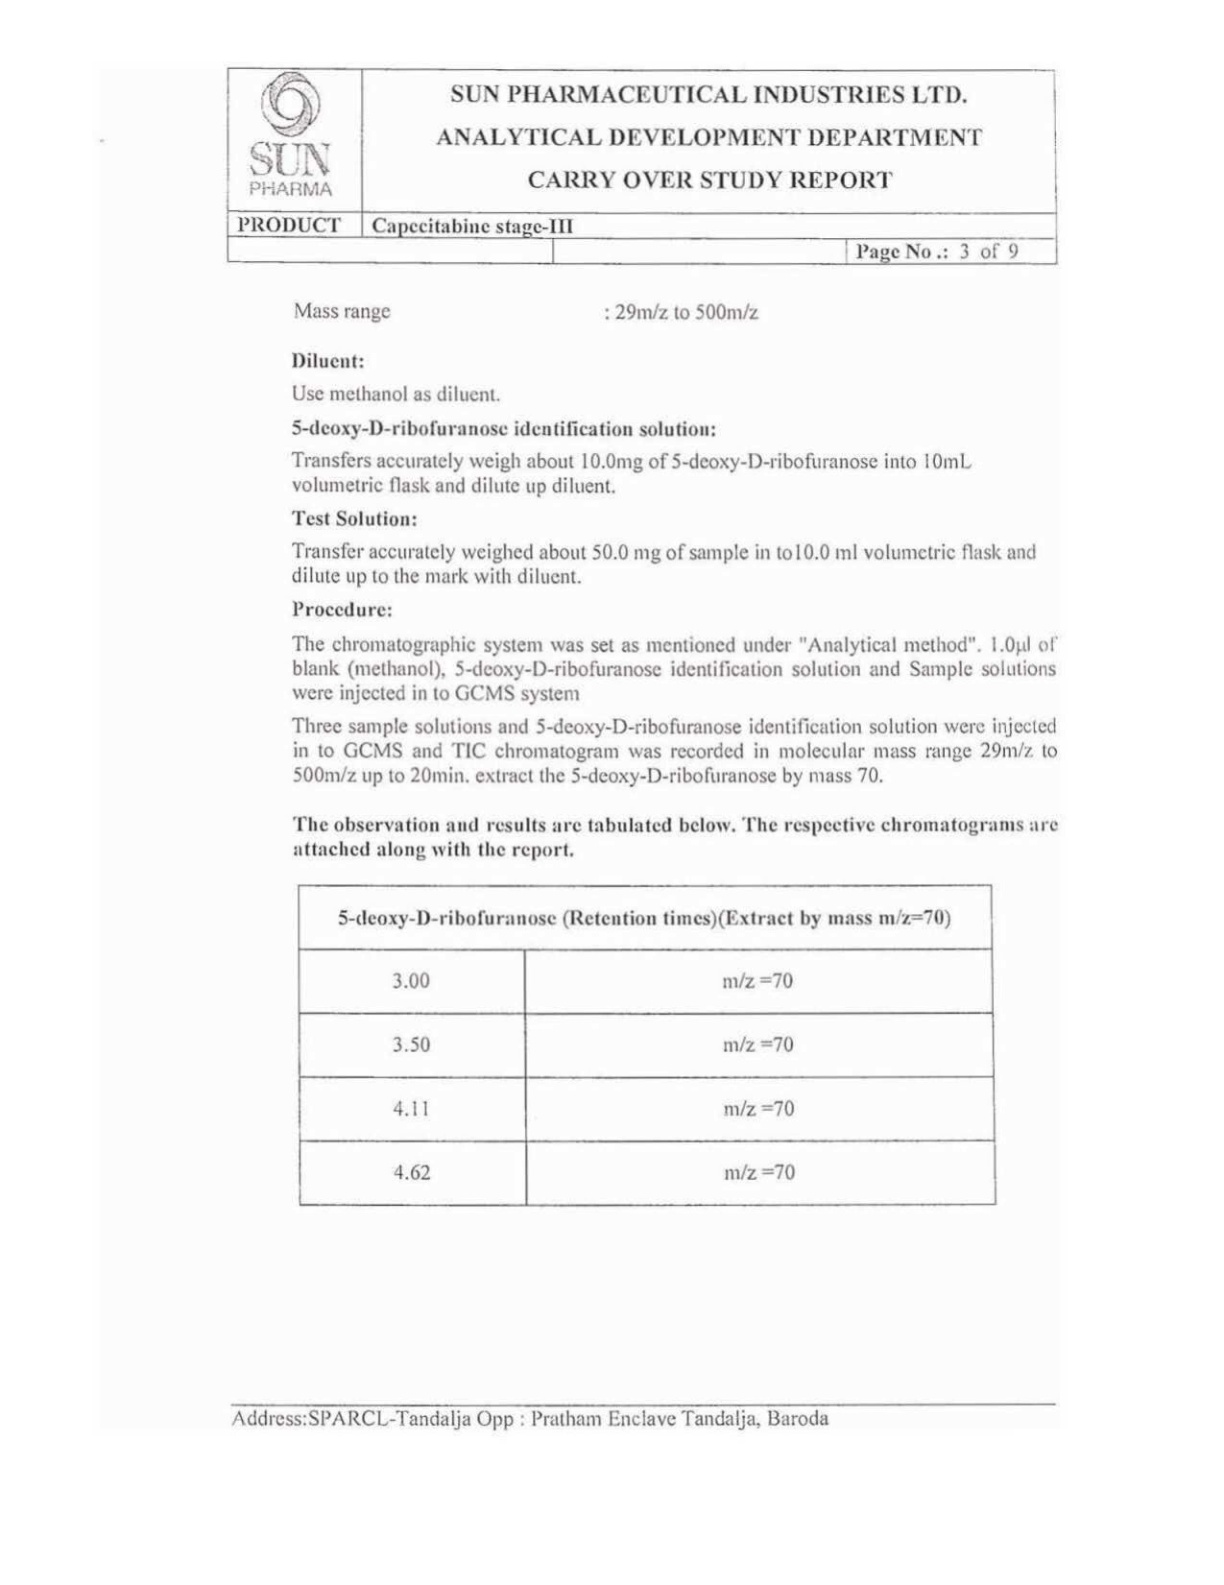 SUN
PHARMA
SUN PHARMACEUTICAL INDUSTRIES LTD.
ANALYTICAL DEVELOPMENT DEPARTMENT
CARRY OVER STUDY REPORT
PRODUCT Capecitabine stage-III
Page No .: 3 of 9
Mass range : 29m/z to 500m/z
Diluent:
Use methanol as diluent.
5-deoxy-D-ribofuranose identification solution:
Transfers accurately weigh about 10.0mg of 5-deoxy-D-ribofuranose into 10mL
volumetric flask and dilute up diluent.
Test Solution:
Transfer accurately weighed about 50.0 mg of sample in to10.0 ml volumetric flask and
dilute up to the mark with diluent.
Procedure:
The chromatographic system was set as mentioned under "Analytical method". 1.0µl of
blank (methanol), 5-deoxy-D-ribofuranose identification solution and Sample solutions
were injected in to GCMS system
Three sample solutions and 5-deoxy-D-ribofuranose identification solution were injected
in to GCMS and TIC chromatogram was recorded in molecular mass range 29m/z to
500m/z up to 20min. extract the 5-deoxy-D-ribofuranose by mass 70.
The observation and results are tabulated below. The respective chromatograms are
attached along with the report.
5-deoxy-D-ribofuranose (Retention times)(Extract by mass m/z=70)
3.00 m/z =70
3.50 m/z =70
4.11 m/z =70
4.62 m/z =70
Address:SPARCL-Tandalja Opp : Pratham Enclave Tandalja, Baroda